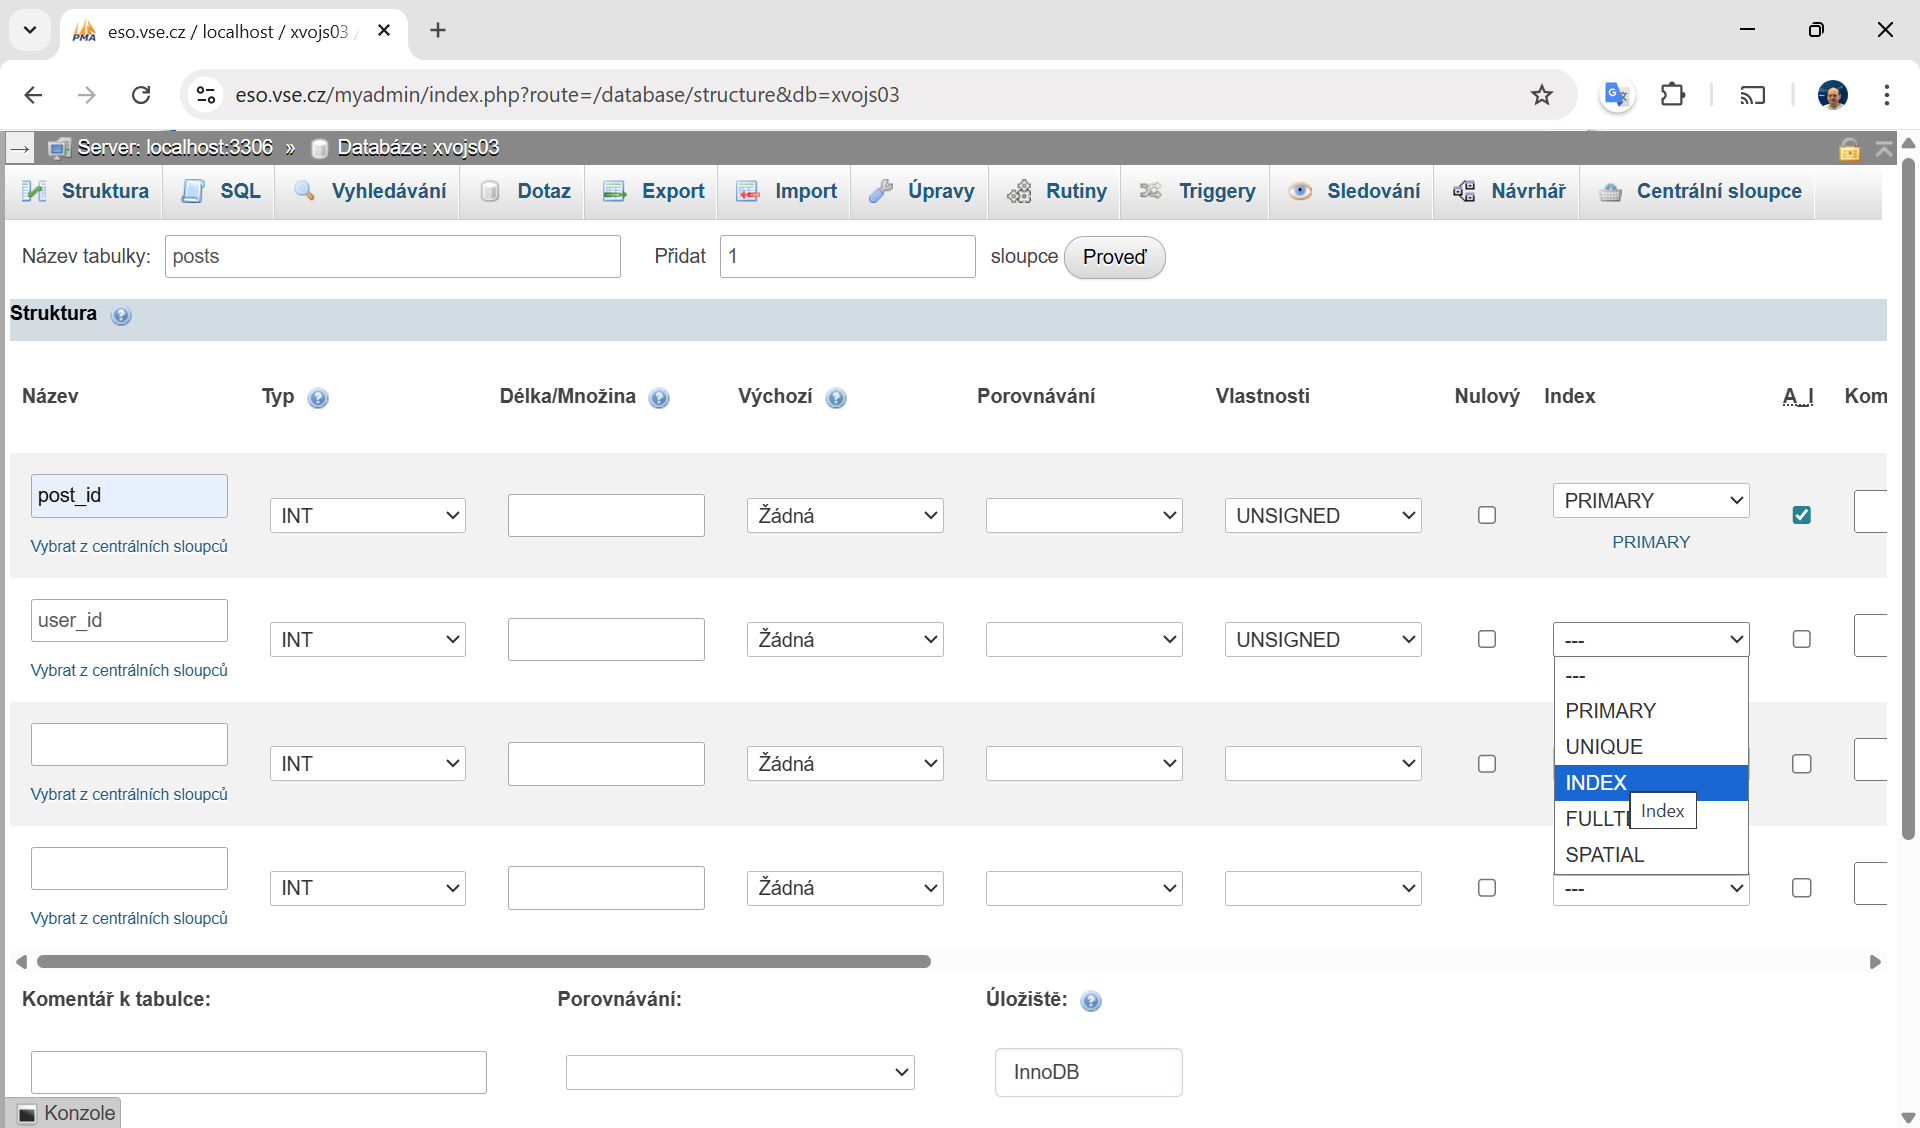 eso.vse.cz / localhost / xvojs03 /
eso.vse.cz/myadmin/index.php?route=/database/structure&db=xvojs03
→ Server: localhost:3306 » Databáze: xvojs03
Struktura SQL Vyhledávání Dotaz Export Import Úpravy Rutiny Triggery Sledování Návrhář Centrální sloupce
Název tabulky: posts Přidat 1 sloupce Proveď
Struktura
Název Typ Délka/Množina Výchozí Porovnávání Vlastnosti Nulový Index A_I Kom
post_id INT Žádná UNSIGNED PRIMARY
Vybrat z centrálních sloupců PRIMARY
user_id INT Žádná UNSIGNED ---
Vybrat z centrálních sloupců
---
PRIMARY
UNIQUE
INT Žádná
INDEX
Vybrat z centrálních sloupců
Index
FULLT
SPATIAL
INT Žádná ---
Vybrat z centrálních sloupců
Komentář k tabulce: Porovnávání: Úložiště:
InnoDB
Konzole